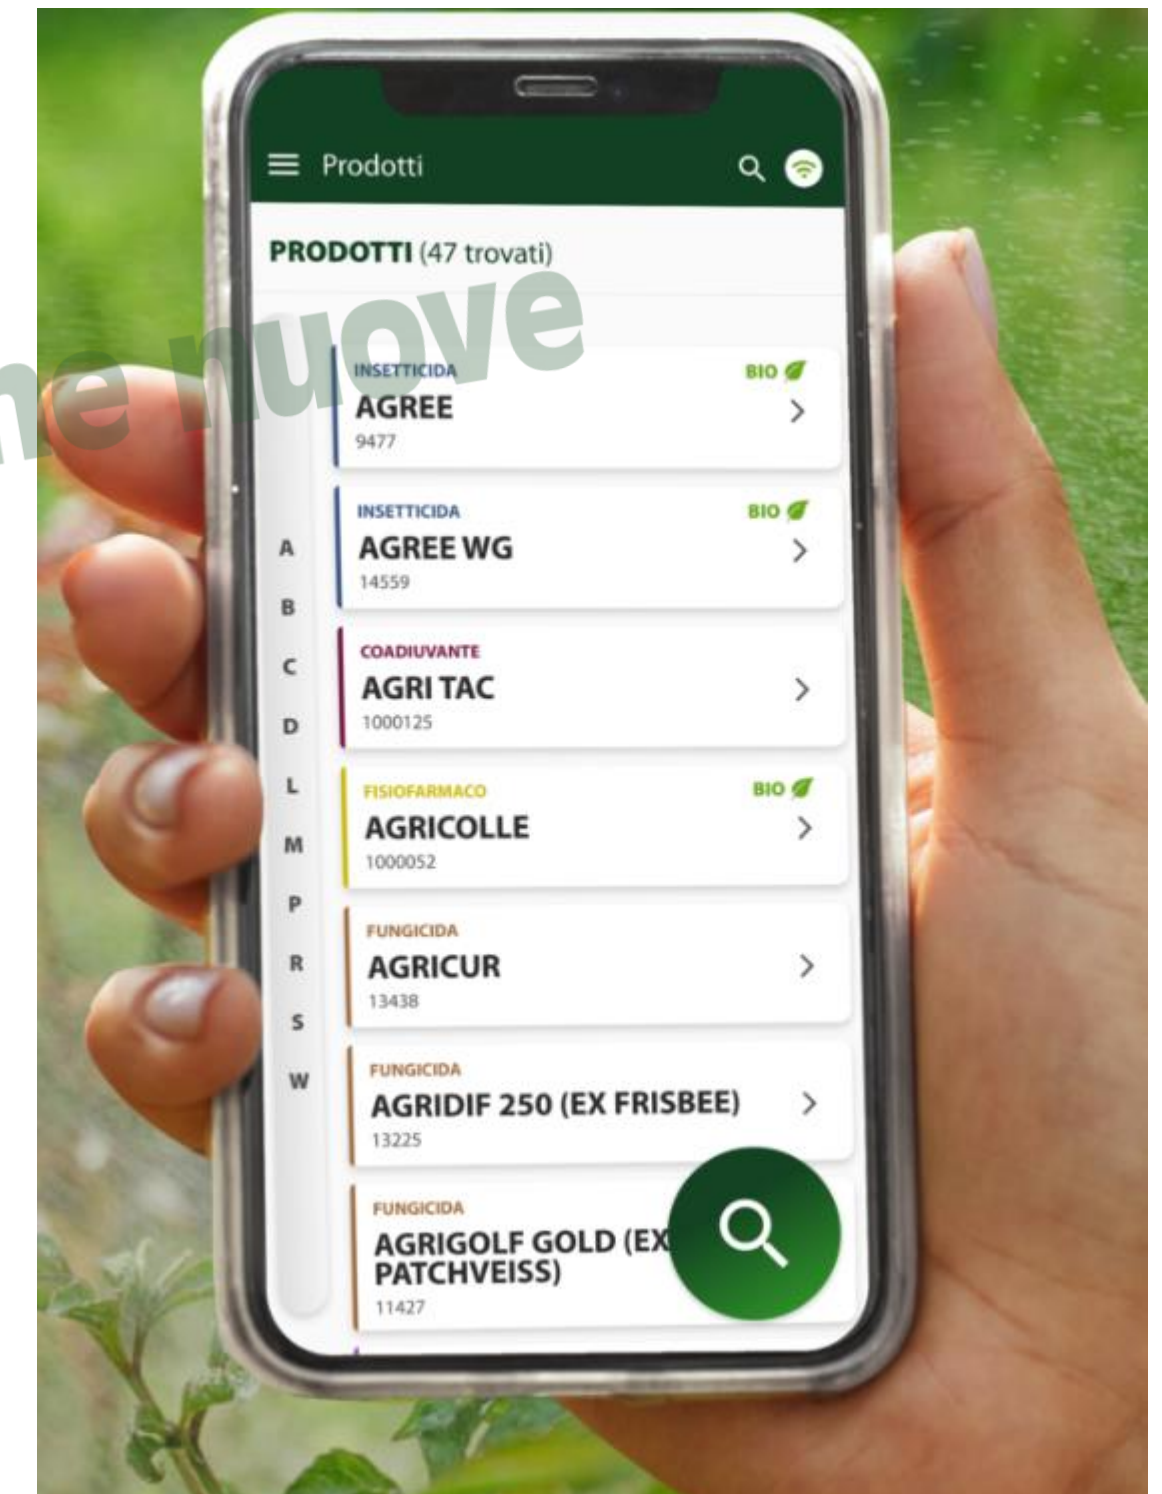 Prodotti
PRODOTTI (47 trovati)
me nuove
INSETTICIDA
BIO
AGREE
9477
INSETTICIDA
BIO
AGREE WG
14559
COADIUVANTE
AGRI TAC
1000125
FISIOFARMACO
BIO
AGRICOLLE
1000052
FUNGICIDA
AGRICUR
13438
FUNGICIDA
AGRIDIF 250 (EX FRISBEE)
13225
FUNGICIDA
AGRIGOLF GOLD (EX
PATCHVEISS)
11427
A
B
C
D
L
M
P
R
S
W